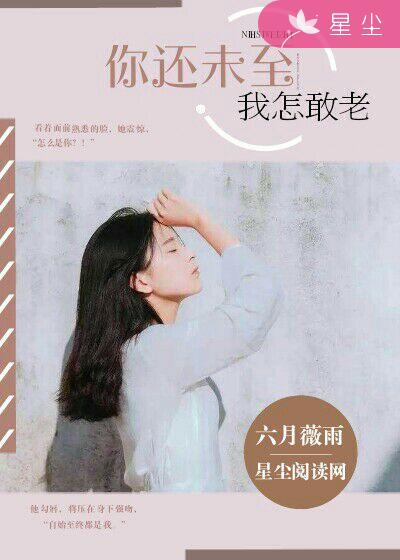 星尘
你还未至
我怎敢老
看着面前熟悉的脸，她震惊，
“怎么是你？！”
六月薇雨
星尘阅读网
他勾唇，将压在身下强吻，
“自始至终都是我。”